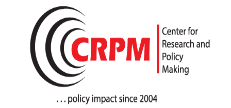 CRPM
Center for
Research and
Policy
Making
...policy impact since 2004